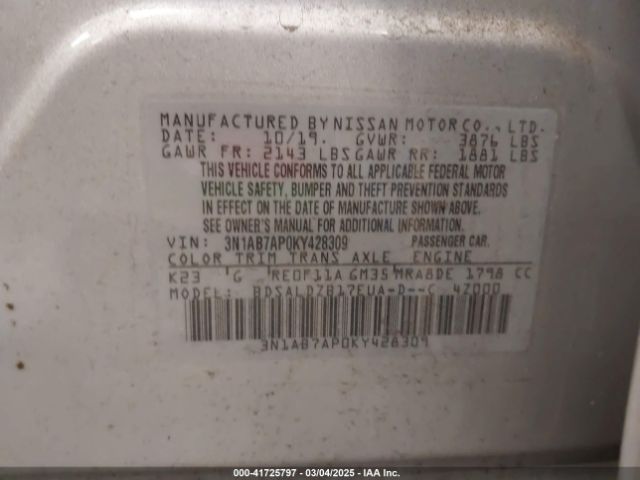 MANUFACTURED BY NISSAN MOTOR CO., LTD.
DATE: 10/19. GVWR: 3876 LBS
GAWR FR: 2143 LBS GAWR RR: 1881 LBS
THIS VEHICLE CONFORMS TO ALL APPLICABLE FEDERAL MOTOR
VEHICLE SAFETY, BUMPER AND THEFT PREVENTION STANDARDS
IN EFFECT ON THE DATE OF MANUFACTURE SHOWN ABOVE.
SEE OWNER'S MANUAL FOR ADDITIONAL INFORMATION.
VIN: 3N1AB7AP0KY428309 PASSENGER CAR.
COLOR TRIM TRANS AXLE ENGINE
K23 G RE0F11A GM35 MRA8DE 1798 CC
MODEL: BDSALDZB17EUA-D--C 4Z000
3N1AB7AP0KY428309
000-41725797 - 03/04/2025 - IAA Inc.